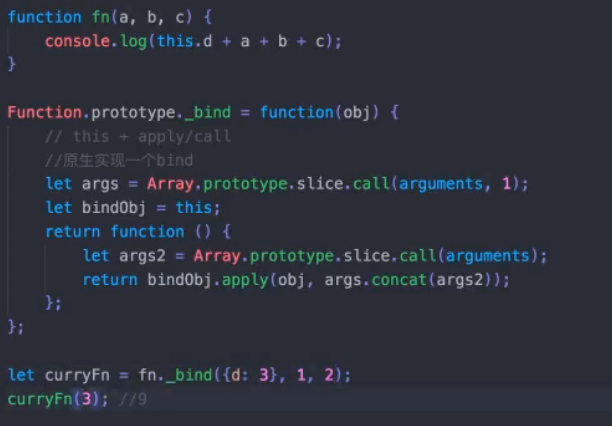 function fn(a, b, c) {
    console.log(this.d + a + b + c);
}
Function.prototype._bind = function(obj) {
    // this + apply/call
    //原生实现一个bind
    let args = Array.prototype.slice.call(arguments, 1);
    let bindObj = this;
    return function () {
        let args2 = Array.prototype.slice.call(arguments);
        return bindObj.apply(obj, args.concat(args2));
    };
};
let curryFn = fn._bind({d: 3}, 1, 2);
curryFn(3); //9